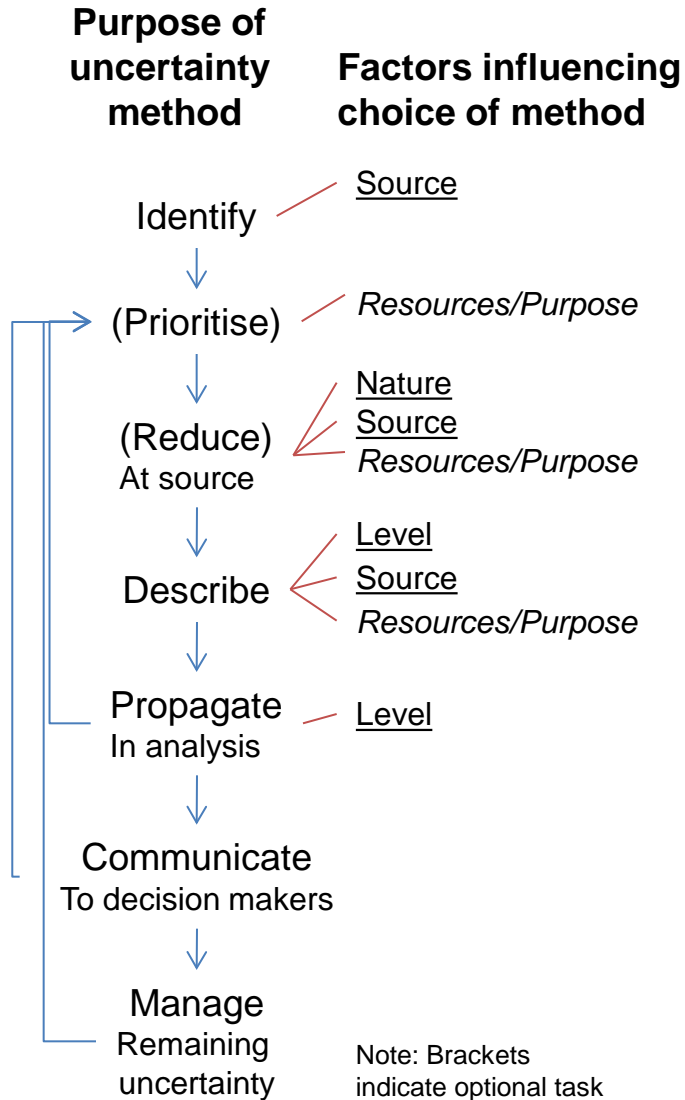 Purpose of
uncertainty
method
Factors influencing
choice of method
Identify
Source
(Prioritise)
Resources/Purpose
(Reduce)
At source
Nature
Source
Resources/Purpose
Describe
Level
Source
Resources/Purpose
Propagate
In analysis
Level
Communicate
To decision makers
Manage
Remaining
uncertainty
Note: Brackets
indicate optional task